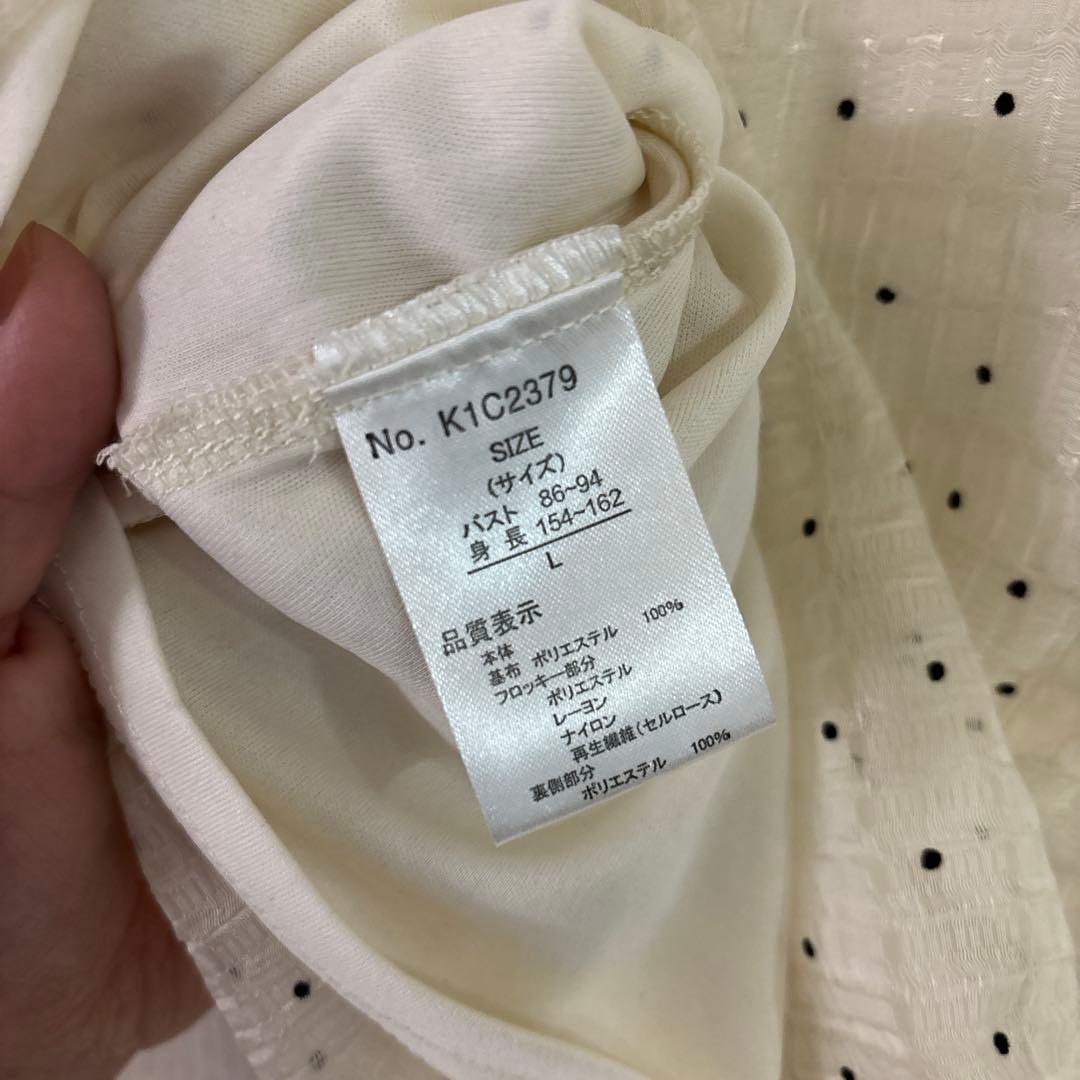 No. K1C2379
SIZE
(サイズ)
バスト 86~94
身長 154~162
L
品質表示
本体
基布 ポリエステル 100%
フロッキー部分
ポリエステル
レーヨン
ナイロン
再生繊維(セルロース)
裏側部分
ポリエステル 100%